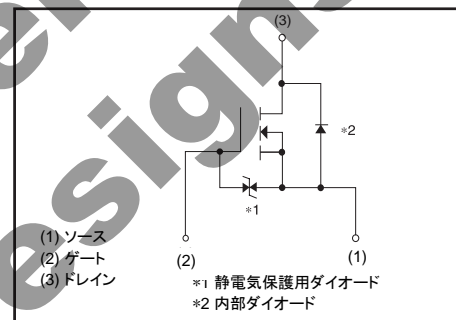 (3)
*2
*1
(1) ソース
(2) ゲート
(3) ドレイン
(2)
(1)
*1 静電気保護用ダイオード
*2 内部ダイオード